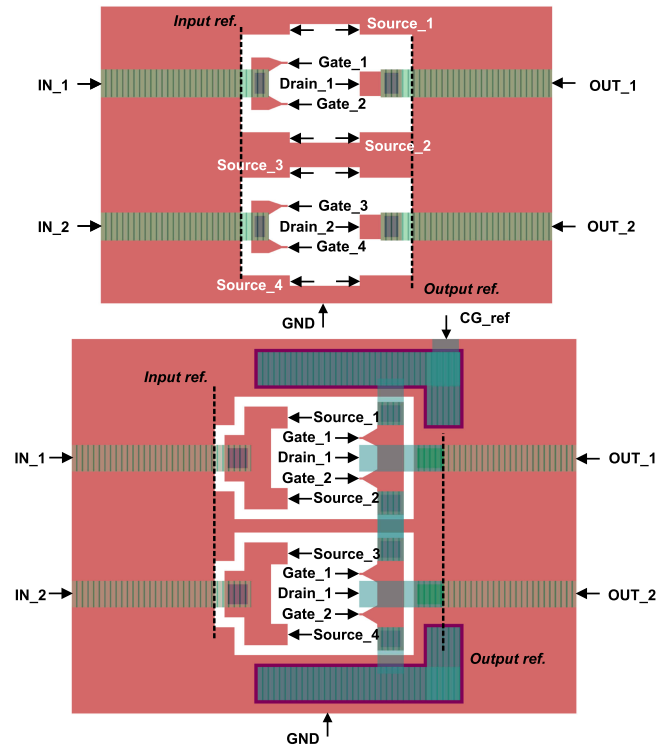 Input ref.
Source_1
Gate_1
IN_1
Drain_1
OUT_1
Gate_2
Source_2
Source_3
Gate_3
IN_2
Drain_2
OUT_2
Gate_4
Source_4
Output ref.
GND
CG_ref
Input ref.
Source_1
Gate_1
IN_1
Drain_1
OUT_1
Gate_2
Source_2
Source_3
Gate_1
IN_2
Drain_1
OUT_2
Gate_2
Source_4
Output ref.
GND